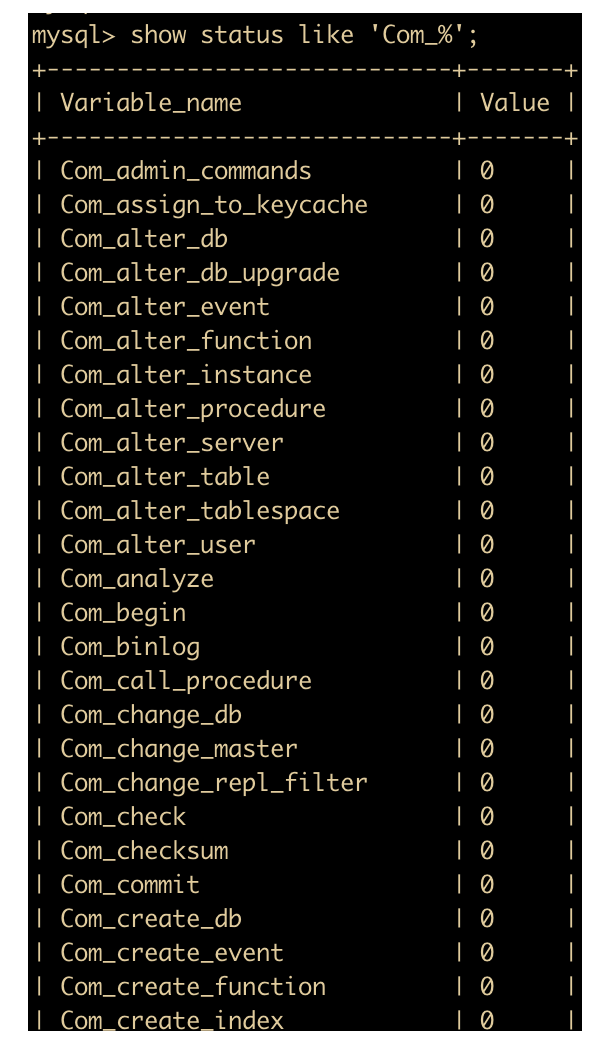 mysql> show status like 'Com_%';
+-----------------------------+-------+
| Variable_name               | Value |
+-----------------------------+-------+
| Com_admin_commands          | 0     |
| Com_assign_to_keycache      | 0     |
| Com_alter_db                | 0     |
| Com_alter_db_upgrade        | 0     |
| Com_alter_event             | 0     |
| Com_alter_function          | 0     |
| Com_alter_instance          | 0     |
| Com_alter_procedure         | 0     |
| Com_alter_server            | 0     |
| Com_alter_table             | 0     |
| Com_alter_tablespace        | 0     |
| Com_alter_user              | 0     |
| Com_analyze                 | 0     |
| Com_begin                   | 0     |
| Com_binlog                  | 0     |
| Com_call_procedure          | 0     |
| Com_change_db               | 0     |
| Com_change_master           | 0     |
| Com_change_repl_filter      | 0     |
| Com_check                   | 0     |
| Com_checksum                | 0     |
| Com_commit                  | 0     |
| Com_create_db               | 0     |
| Com_create_event            | 0     |
| Com_create_function         | 0     |
| Com_create_index            | 0     |